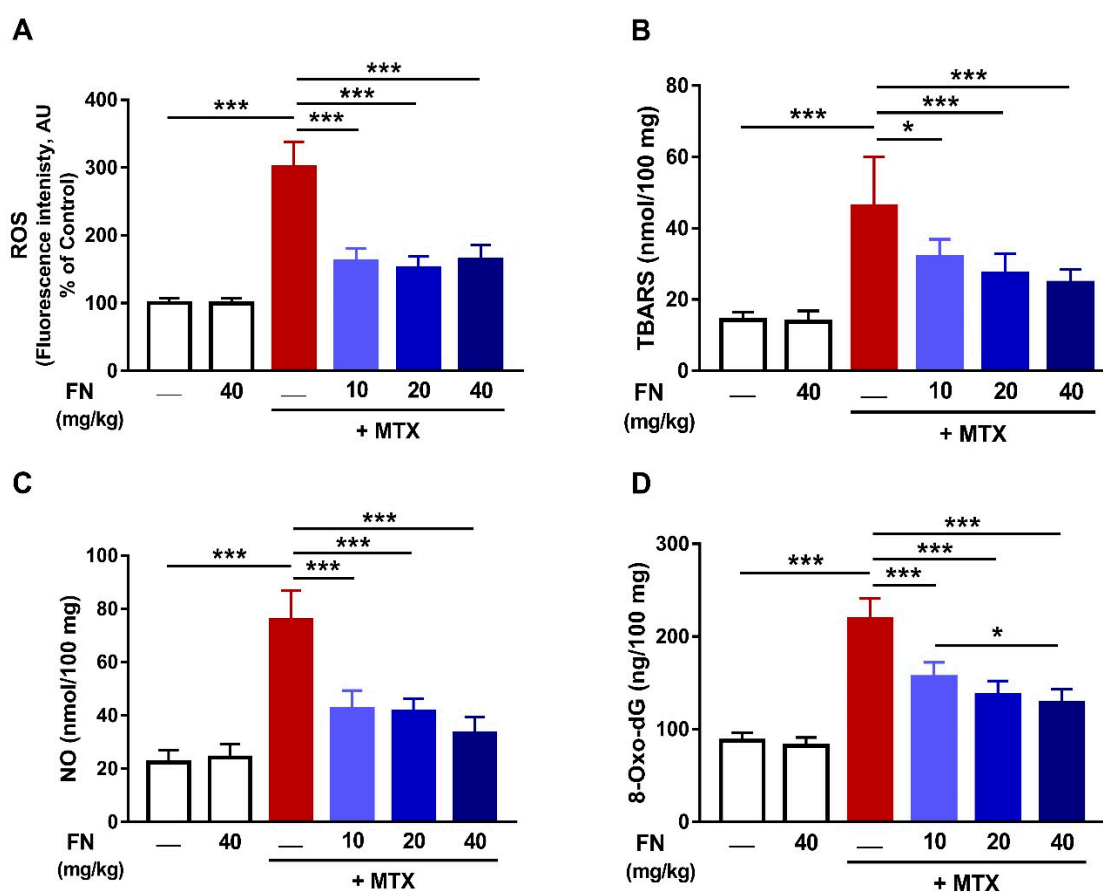 A
ROS
(Fluorescence intenisty, AU
% of Control)
400
300
200
100
0
***
***
***
***
FN — 40 — 10 20 40
(mg/kg)
+ MTX
B
TBARS (nmol/100 mg)
80
60
40
20
0
***
***
***
*
FN — 40 — 10 20 40
(mg/kg)
+ MTX
C
NO (nmol/100 mg)
100
80
60
40
20
0
***
***
***
***
FN — 40 — 10 20 40
(mg/kg)
+ MTX
D
8-Oxo-dG (ng/100 mg)
300
200
100
0
***
***
***
***
*
FN — 40 — 10 20 40
(mg/kg)
+ MTX